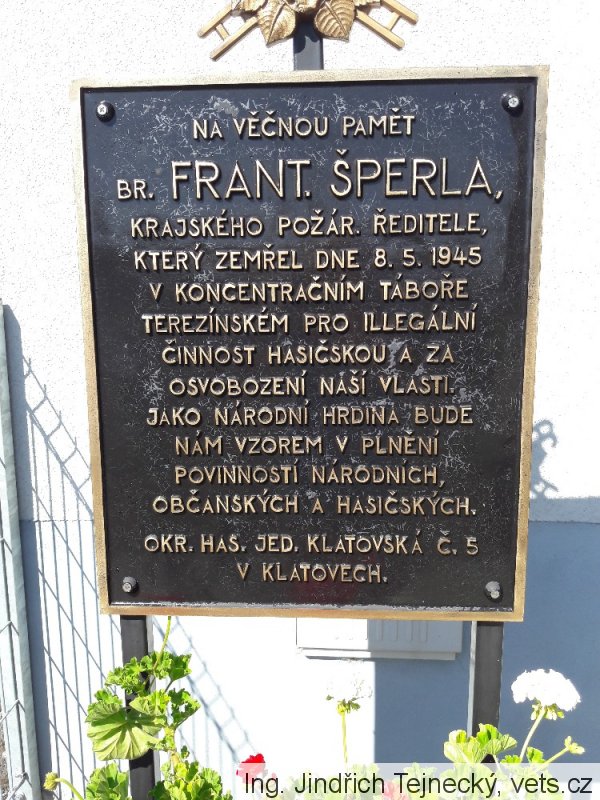 NA VĚČNOU PAMĚT
BR. FRANT. ŠPERLA,
KRAJSKÉHO POŽÁR. ŘEDITELE,
KTERÝ ZEMŘEL DNE 8. 5. 1945
V KONCENTRAČNÍM TÁBOŘE
TEREZÍNSKÉM PRO ILLEGÁLNÍ
ČINNOST HASIČSKOU A ZA
OSVOBOZENÍ NAŠÍ VLASTI.
JAKO NÁRODNÍ HRDINA BUDE
NÁM VZOREM V PLNĚNÍ
POVINNOSTÍ NÁRODNÍCH,
OBČANSKÝCH A HASIČSKÝCH.
OKR. HAS. JED. KLATOVSKÁ Č. 5
V KLATOVECH.
Ing. Jindřich Tejnecký, vets.cz